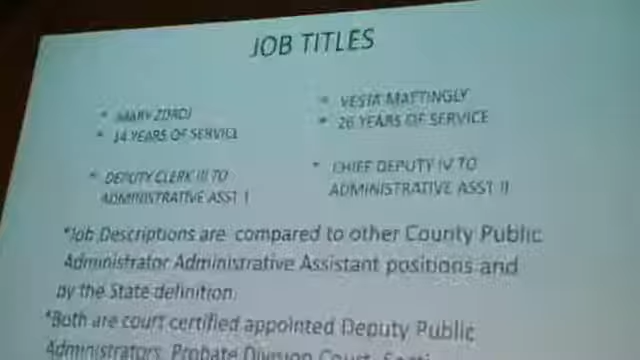 JOB TITLES
• MARY
• 14 YEARS OF SERVICE
• DEPUTY CLERK III TO
ADMINISTRATIVE ASST I
• VESTA MATTINGLY
• 26 YEARS OF SERVICE
• CHIEF DEPUTY IV TO
ADMINISTRATIVE ASST II
*Job Descriptions are compared to other County Public
Administrator Administrative Assistant positions and
by the State definition.
*Both are court certified appointed Deputy Public
Administrators, Probate Division Court,